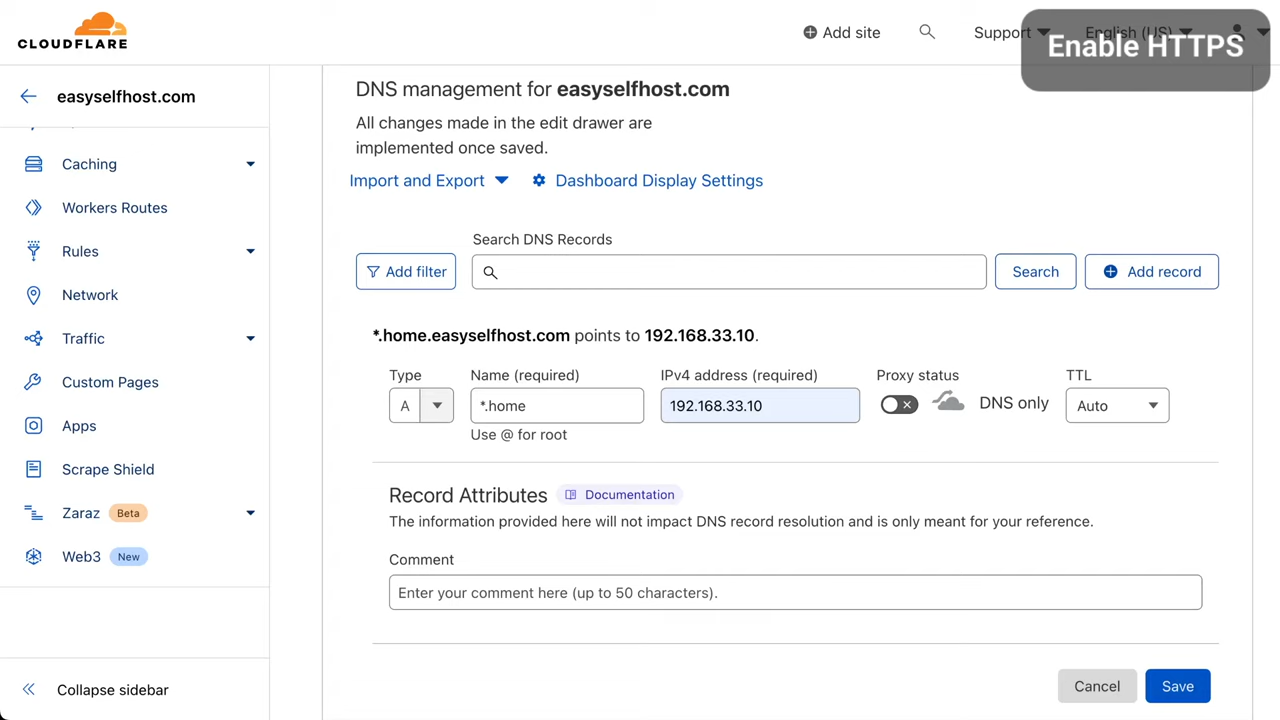 CLOUDFLARE
Add site
Support
English (US)
Enable HTTPS
easyselfhost.com
Caching
Workers Routes
Rules
Network
Traffic
Custom Pages
Apps
Scrape Shield
Zaraz Beta
Web3 New
Collapse sidebar
DNS management for easyselfhost.com
All changes made in the edit drawer are
implemented once saved.
Import and Export
Dashboard Display Settings
Search DNS Records
Add filter
Search
Add record
*.home.easyselfhost.com points to 192.168.33.10.
Type
Name (required)
IPv4 address (required)
Proxy status
TTL
A
*.home
192.168.33.10
DNS only
Auto
Use @ for root
Record Attributes
Documentation
The information provided here will not impact DNS record resolution and is only meant for your reference.
Comment
Enter your comment here (up to 50 characters).
Cancel
Save